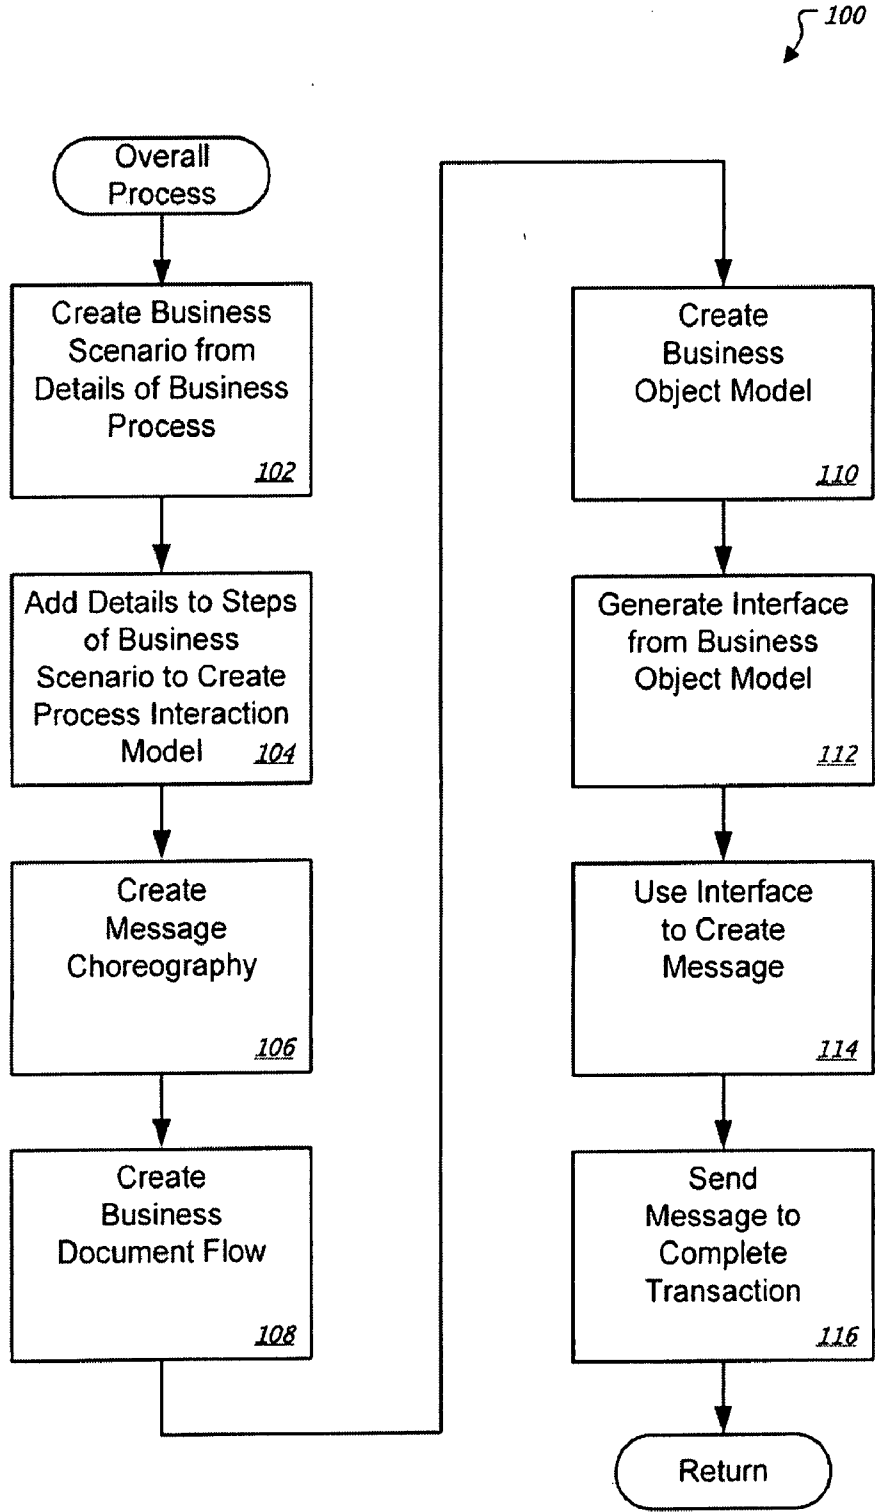 100
Overall
Process
Create Business
Scenario from
Details of Business
Process
102
Add Details to Steps
of Business
Scenario to Create
Process Interaction
Model 104
Create
Message
Choreography
106
Create
Business
Document Flow
108
Create
Business
Object Model
110
Generate Interface
from Business
Object Model
112
Use Interface
to Create
Message
114
Send
Message to
Complete
Transaction
116
Return